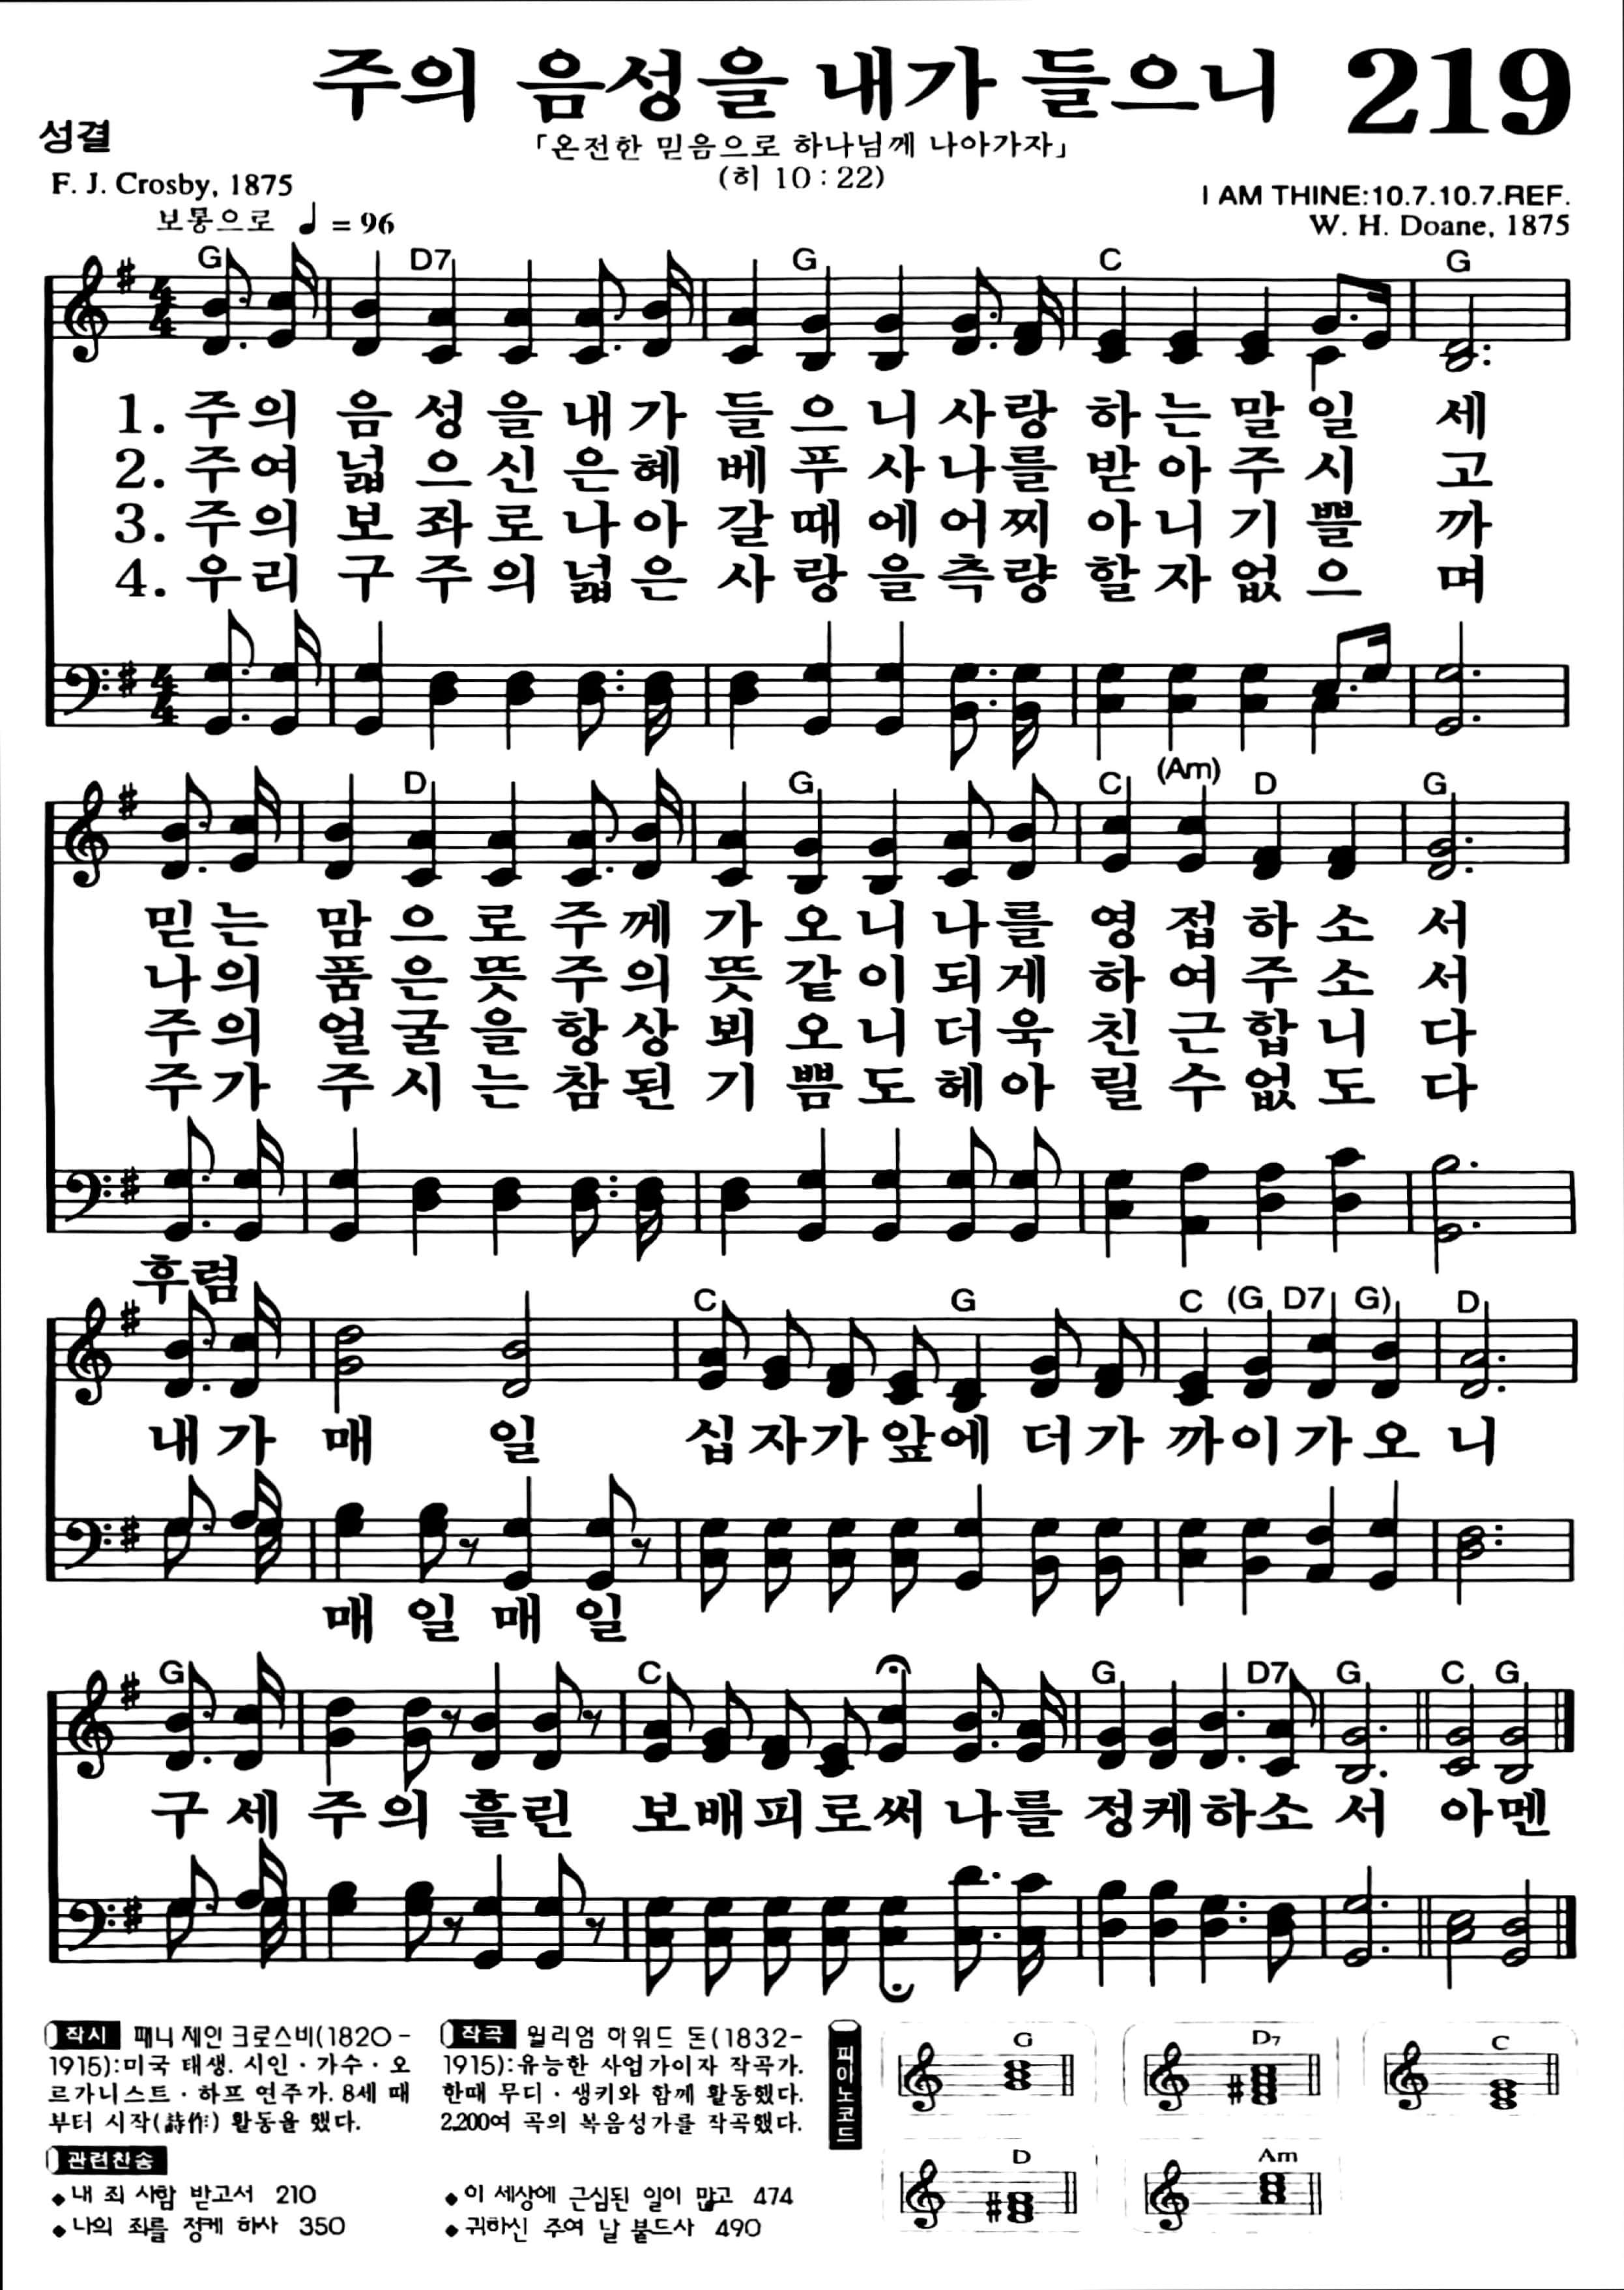 주의 음성을 내가 들으니 219
성결
「온전한 믿음으로 하나님께 나아가자」
(히 10 : 22)
F. J. Crosby, 1875
I AM THINE:10.7.10.7.REF.
보통으로 ♩ = 96
W. H. Doane, 1875
G D7 G C G
4/4
1. 주의 음성을내가 들으니사랑 하는말일 세
2. 주여 넓으신은혜 베푸사나를 받아주시 고
3. 주의 보좌로나아 갈때에어찌 아니기쁠 까
4. 우리 구주의넓은 사랑을측량 할자없으 며
4/4
D G C (Am) D G
믿는 맘으로주께 가오니나를 영접하소 서
나의 품은뜻주의 뜻같이되게 하여주소 서
주의 얼굴을항상 뵈오니더욱 친근합니 다
주가 주시는참된 기쁨도헤아 릴수없도 다
후렴
C G C (G D7 G) D
내가 매 일 십자가앞에 더가 까이가오 니
매일매일
G C G D7 G C G
구세 주의 흘린 보배피로써 나를 정케하소 서 아멘
작시 패니 제인 크로스비(1820-
1915):미국 태생. 시인·가수·오
르가니스트·하프 연주가. 8세 때
부터 시작(詩作) 활동을 했다.
작곡 윌리엄 하워드 돈(1832-
1915):유능한 사업가이자 작곡가.
한때 무디·생키와 함께 활동했다.
2,200여 곡의 복음성가를 작곡했다.
관련찬송
◆내 죄 사함 받고서 210
◆나의 죄를 정케 하사 350
◆이 세상에 근심된 일이 많고 474
◆귀하신 주여 날 붙드사 490
피아노코드
G D7 C
D Am